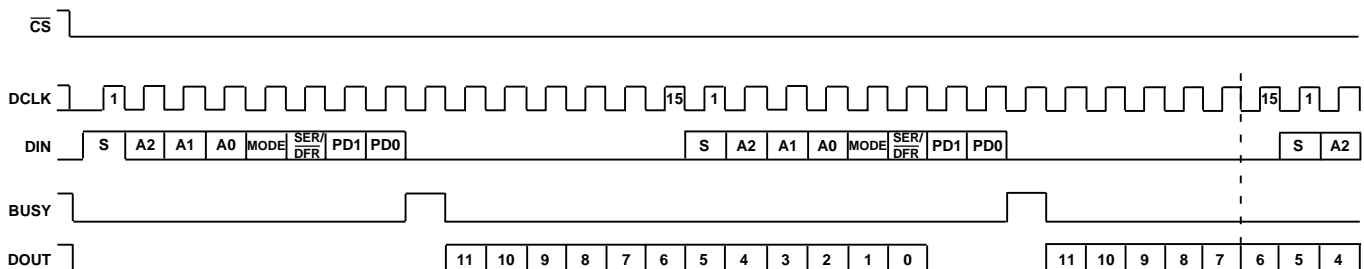 CS
DCLK 1 15 1 15 1
DIN S A2 A1 A0 MODE SER/DFR PD1 PD0 S A2 A1 A0 MODE SER/DFR PD1 PD0 S A2
BUSY
DOUT 11 10 9 8 7 6 5 4 3 2 1 0 11 10 9 8 7 6 5 4